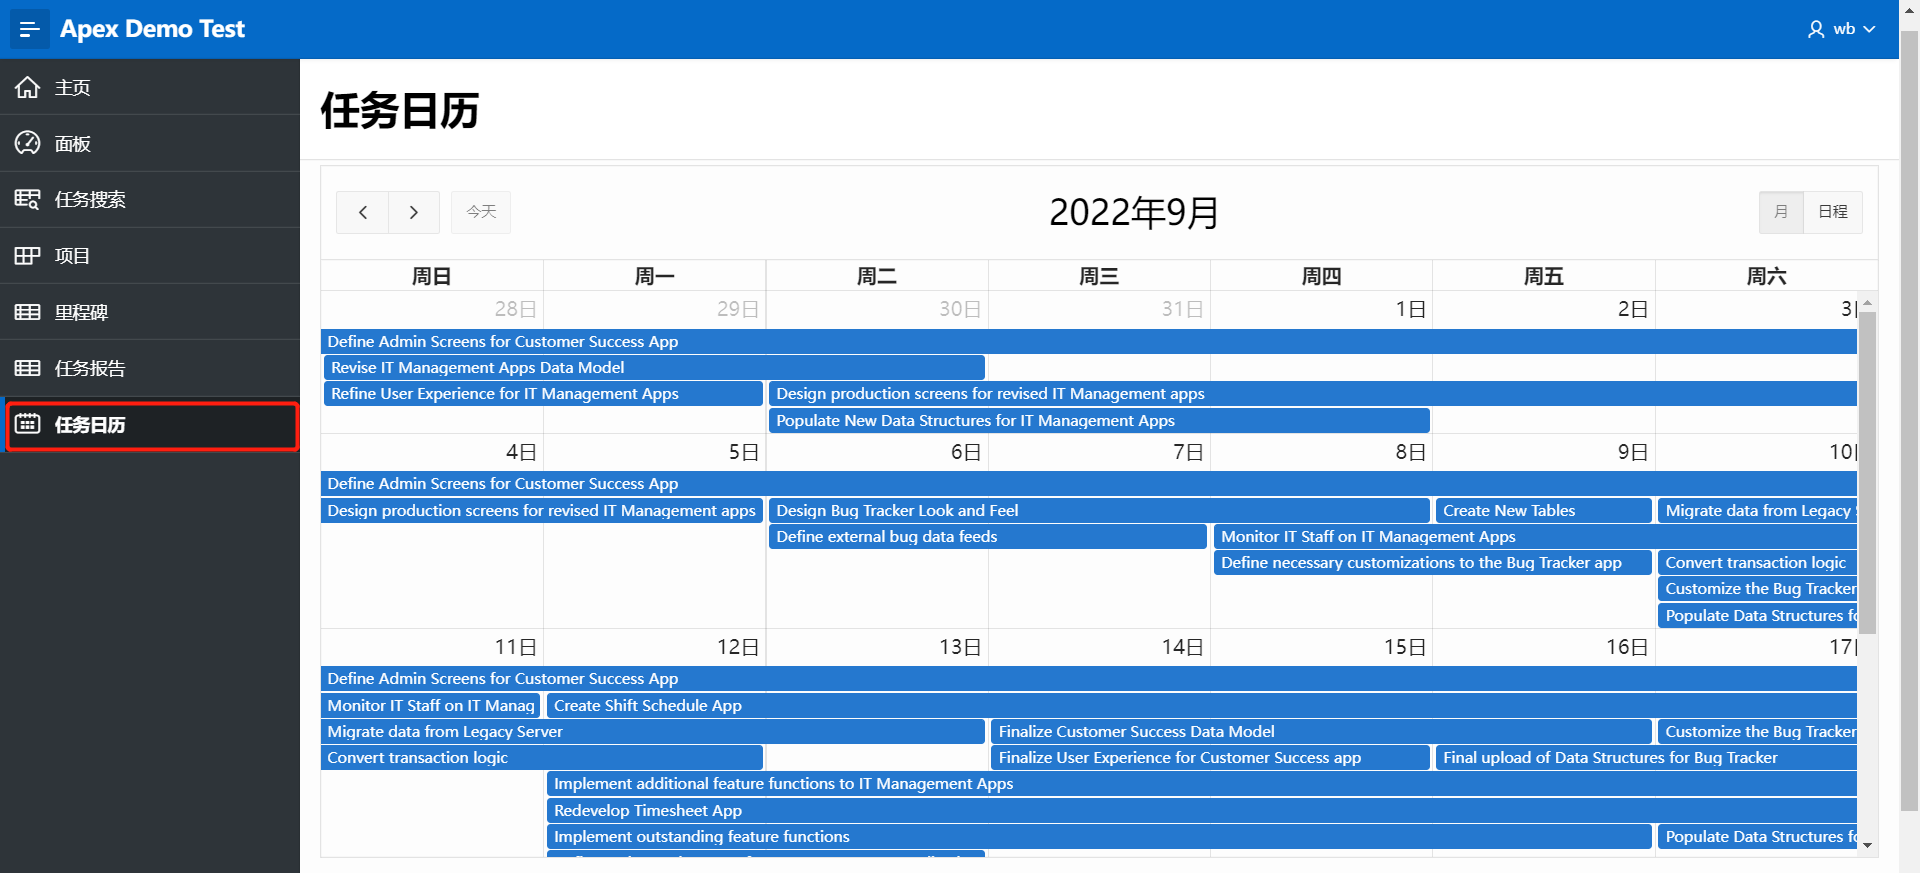 Apex Demo Test
wb
主页
面板
任务搜索
项目
里程碑
任务报告
任务日历
任务日历
今天
2022年9月
月 日程
周日 周一 周二 周三 周四 周五 周六
28日 29日 30日 31日 1日 2日 3
Define Admin Screens for Customer Success App
Revise IT Management Apps Data Model
Refine User Experience for IT Management Apps Design production screens for revised IT Management apps
Populate New Data Structures for IT Management Apps
4日 5日 6日 7日 8日 9日 10
Define Admin Screens for Customer Success App
Design production screens for revised IT Management apps Design Bug Tracker Look and Feel Create New Tables Migrate data from Legacy
Define external bug data feeds Monitor IT Staff on IT Management Apps
Define necessary customizations to the Bug Tracker app Convert transaction logic
Customize the Bug Tracker
Populate Data Structures fo
11日 12日 13日 14日 15日 16日 17
Define Admin Screens for Customer Success App
Monitor IT Staff on IT Manag Create Shift Schedule App
Migrate data from Legacy Server Finalize Customer Success Data Model Customize the Bug Tracker
Convert transaction logic Finalize User Experience for Customer Success app Final upload of Data Structures for Bug Tracker
Implement additional feature functions to IT Management Apps
Redevelop Timesheet App
Implement outstanding feature functions Populate Data Structures fo